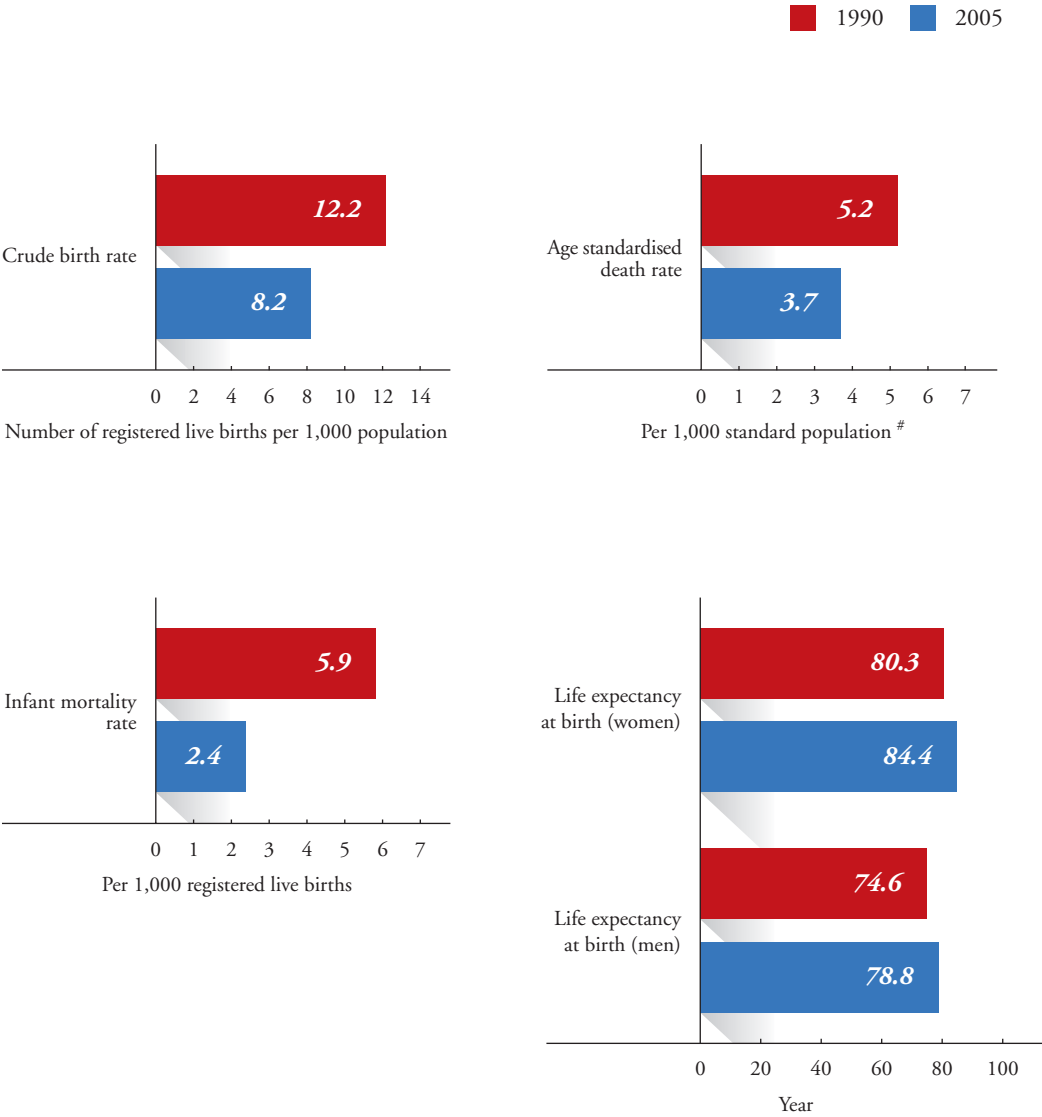 1990 2005
12.2
Crude birth rate
8.2
0 2 4 6 8 10 12 14
Number of registered live births per 1,000 population
5.2
Age standardised
death rate
3.7
0 1 2 3 4 5 6 7
Per 1,000 standard population #
5.9
Infant mortality
rate
2.4
0 1 2 3 4 5 6 7
Per 1,000 registered live births
80.3
Life expectancy
at birth (women)
84.4
74.6
Life expectancy
at birth (men)
78.8
0 20 40 60 80 100
Year